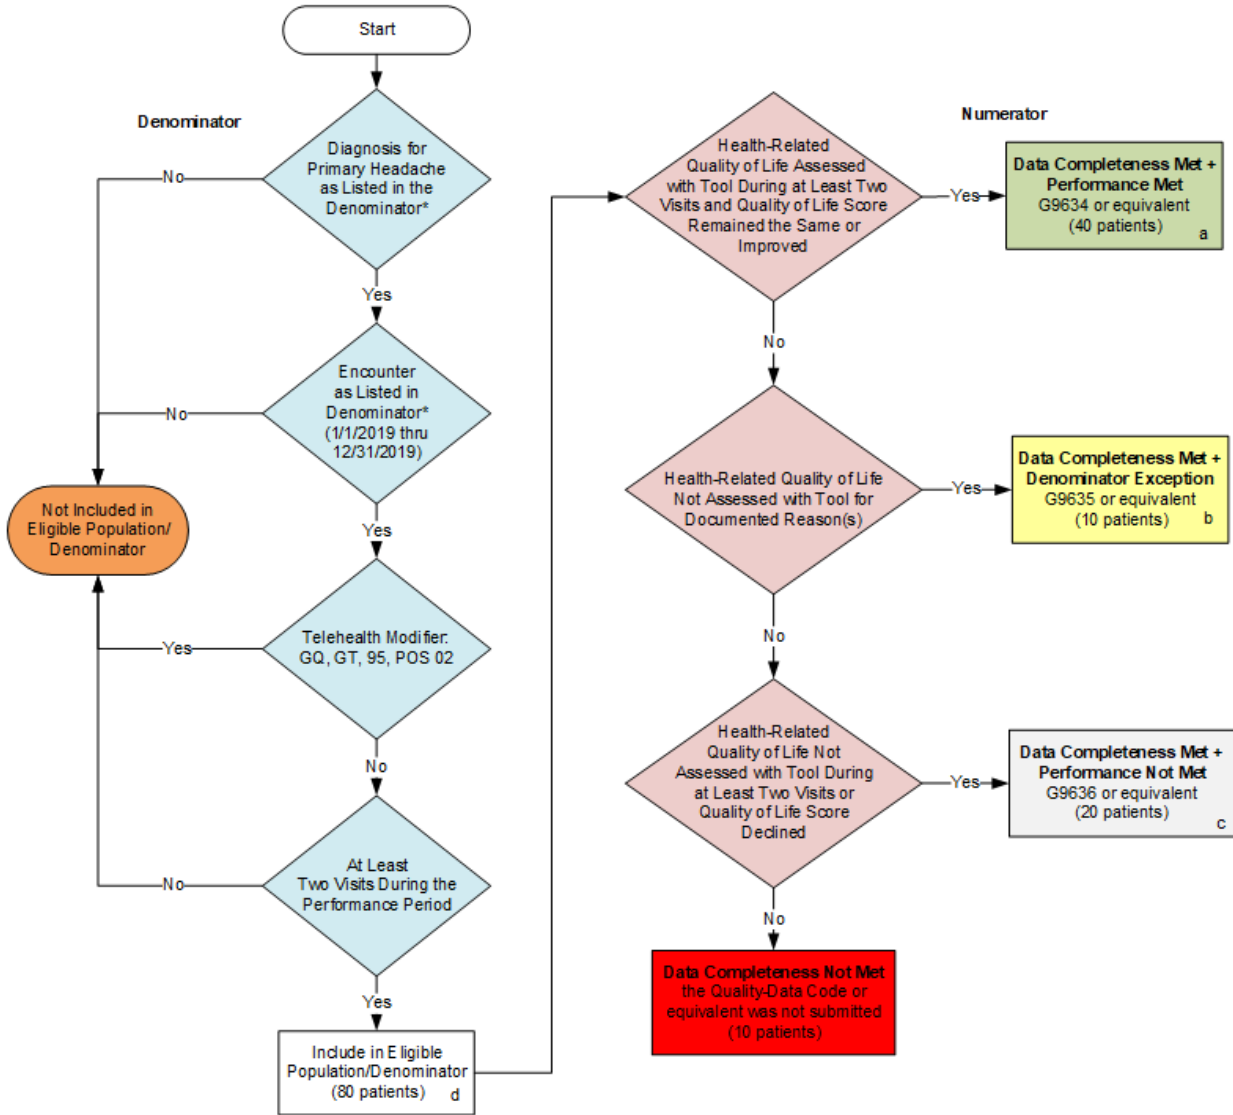 Start
Denominator
Diagnosis for
Primary Headache
as Listed in the
Denominator*
No
Yes
Encounter
as Listed in
Denominator*
(1/1/2019 thru
12/31/2019)
No
Not Included in
Eligible Population/
Denominator
Yes
Telehealth Modifier:
GQ, GT, 95, POS 02
Yes
No
At Least
Two Visits During the
Performance Period
No
Yes
Include in Eligible
Population/Denominator
(80 patients) d
Numerator
Health-Related
Quality of Life Assessed
with Tool During at Least Two
Visits and Quality of Life Score
Remained the Same or
Improved
Yes
Data Completeness Met +
Performance Met
G9634 or equivalent
(40 patients) a
No
Health-Related Quality of Life
Not Assessed with Tool for
Documented Reason(s)
Yes
Data Completeness Met +
Denominator Exception
G9635 or equivalent
(10 patients) b
No
Health-Related
Quality of Life Not
Assessed with Tool During
at Least Two Visits or
Quality of Life Score
Declined
Yes
Data Completeness Met +
Performance Not Met
G9636 or equivalent
(20 patients) c
No
Data Completeness Not Met
the Quality-Data Code or
equivalent was not submitted
(10 patients)